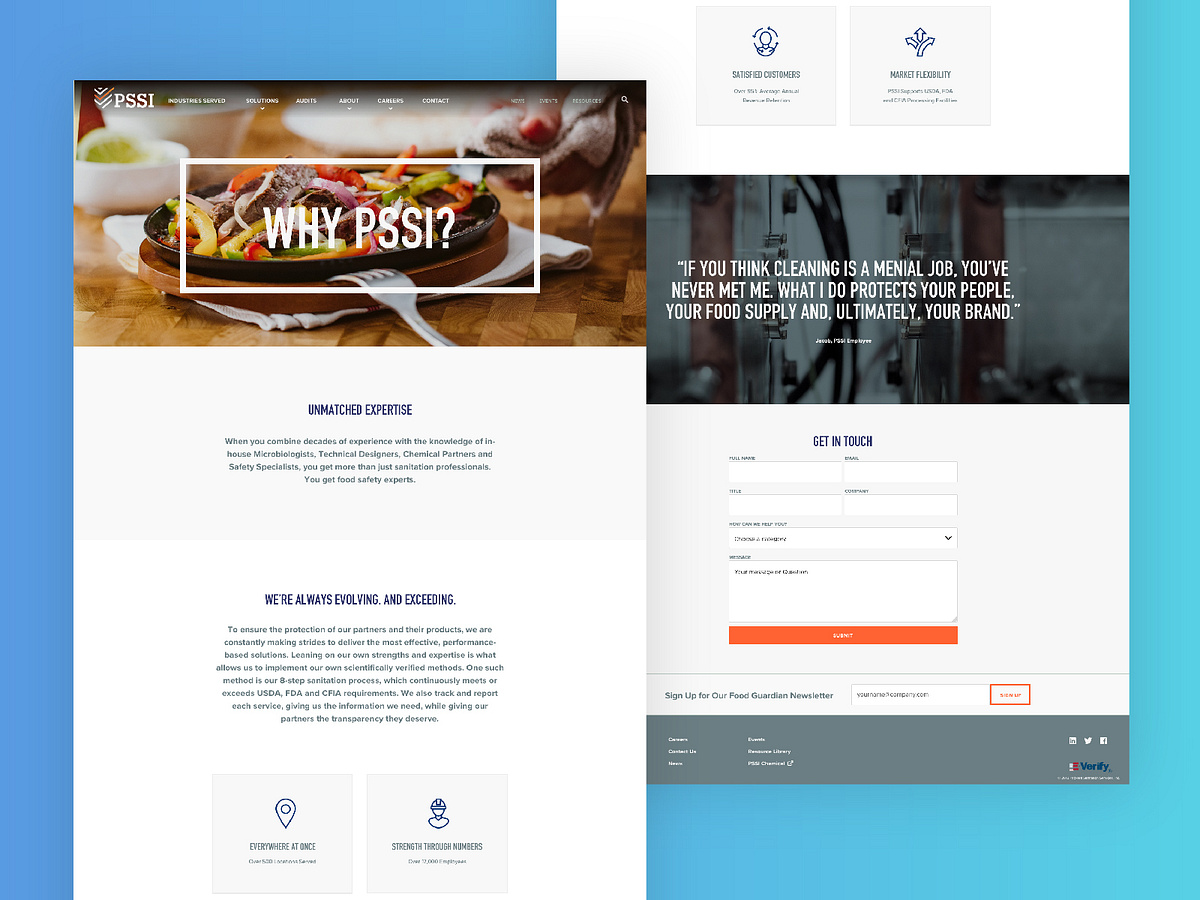 PSSI
INDUSTRIES SERVED
SOLUTIONS
AUDITS
ABOUT
CAREERS
CONTACT
NEWS
EVENTS
RESOURCES
WHY PSSI?
UNMATCHED EXPERTISE
When you combine decades of experience with the knowledge of in-
house Microbiologists, Technical Designers, Chemical Partners and
Safety Specialists, you get more than just sanitation professionals.
You get food safety experts.
WE'RE ALWAYS EVOLVING. AND EXCEEDING.
To ensure the protection of our partners and their products, we are
constantly making strides to deliver the most effective, performance-
based solutions. Leaning on our own strengths and expertise is what
allows us to implement our own scientifically verified methods. One such
method is our 8-step sanitation process, which continuously meets or
exceeds USDA, FDA and CFIA requirements. We also track and report
each service, giving us the information we need, while giving our
partners the transparency they deserve.
EVERYWHERE AT ONCE
Over 500 Locations Served
STRENGTH THROUGH NUMBERS
Over 17,000 Employees
SATISFIED CUSTOMERS
Over 95% Average Annual
Revenue Retention
MARKET FLEXIBILITY
PSSI Supports USDA, FDA
and CFIA Processing Facilities
“IF YOU THINK CLEANING IS A MENIAL JOB, YOU'VE
NEVER MET ME. WHAT I DO PROTECTS YOUR PEOPLE,
YOUR FOOD SUPPLY AND, ULTIMATELY, YOUR BRAND.”
Jacob, PSSI Employee
GET IN TOUCH
FULL NAME
EMAIL
TITLE
COMPANY
HOW CAN WE HELP YOU?
Choose a category
MESSAGE
Your message or Question
SUBMIT
Sign Up for Our Food Guardian Newsletter
yourname@company.com
SIGN UP
Careers
Contact Us
News
Events
Resource Library
PSSI Chemical
E-Verify